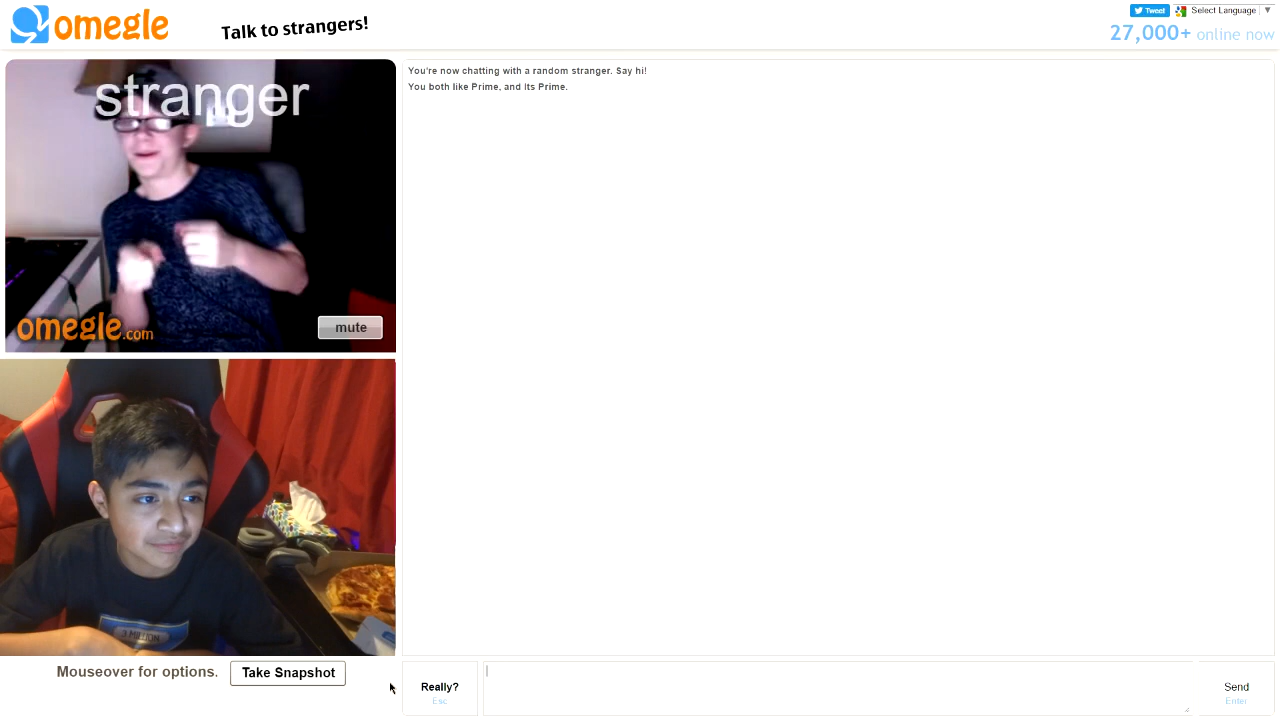 omegle
Talk to strangers!
Tweet
Select Language
27,000+ online now
stranger
You're now chatting with a random stranger. Say hi!
You both like Prime, and Its Prime.
omegle.com
mute
3 MILLION
Mouseover for options.
Take Snapshot
Really?
Esc
Send
Enter